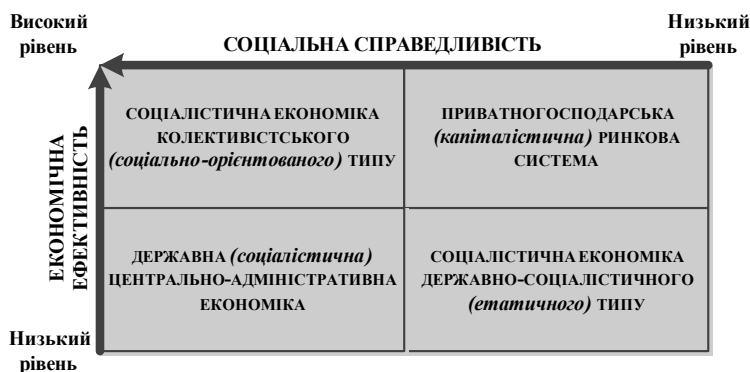 Високий
рівень
СОЦІАЛЬНА СПРАВЕДЛИВІСТЬ
Низький
рівень
ЕКОНОМІЧНА
ЕФЕКТИВНІСТЬ
СОЦІАЛІСТИЧНА ЕКОНОМІКА
КОЛЕКТИВІСТСЬКОГО
(соціально-орієнтованого) ТИПУ
ПРИВАТНОГОСПОДАРСЬКА
(капіталістична) РИНКОВА
СИСТЕМА
ДЕРЖАВНА (соціалістична)
ЦЕНТРАЛЬНО-АДМІНІСТРАТИВНА
ЕКОНОМІКА
СОЦІАЛІСТИЧНА ЕКОНОМІКА
ДЕРЖАВНО-СОЦІАЛІСТИЧНОГО
(етатичного) ТИПУ
Низький
рівень